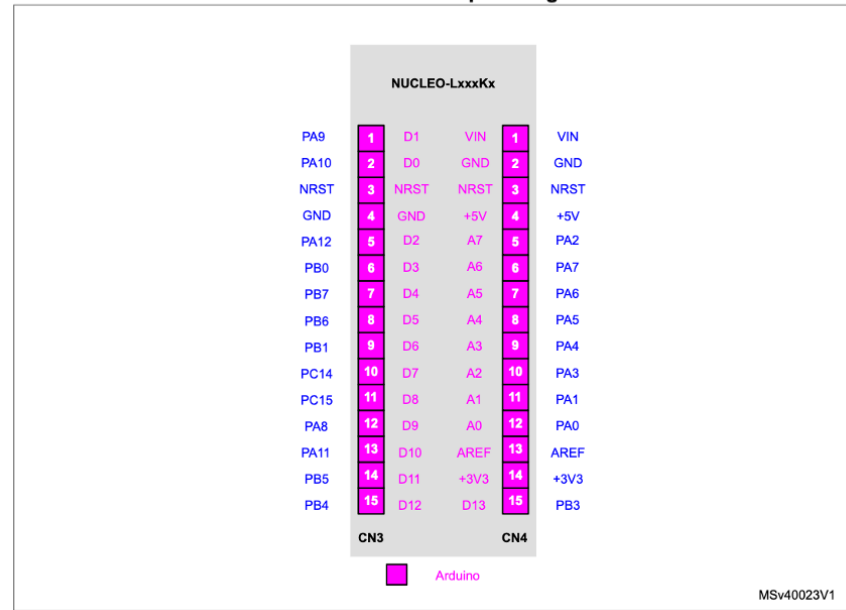 NUCLEO-LxxxKx
PA9 1 D1 VIN 1 VIN
PA10 2 D0 GND 2 GND
NRST 3 NRST NRST 3 NRST
GND 4 GND +5V 4 +5V
PA12 5 D2 A7 5 PA2
PB0 6 D3 A6 6 PA7
PB7 7 D4 A5 7 PA6
PB6 8 D5 A4 8 PA5
PB1 9 D6 A3 9 PA4
PC14 10 D7 A2 10 PA3
PC15 11 D8 A1 11 PA1
PA8 12 D9 A0 12 PA0
PA11 13 D10 AREF 13 AREF
PB5 14 D11 +3V3 14 +3V3
PB4 15 D12 D13 15 PB3
CN3 CN4
Arduino
MSv40023V1